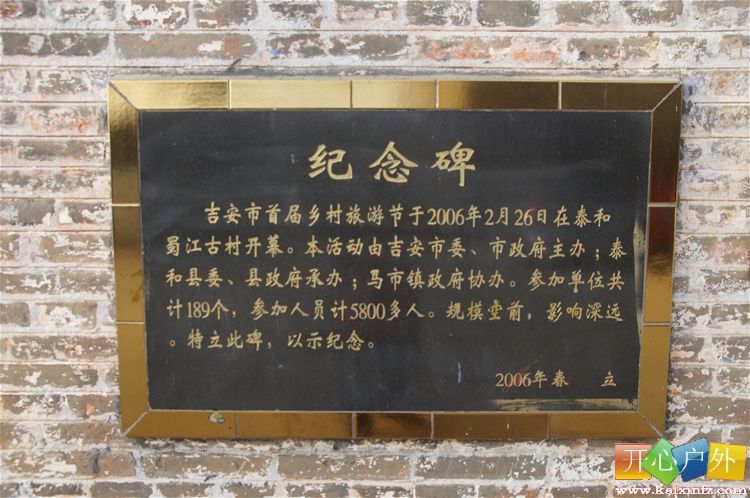 纪念碑
吉安市首届乡村旅游节于2006年2月26日在泰和
蜀江古村开幕。本活动由吉安市委、市政府主办;泰
和县委、县政府承办;马市镇政府协办。参加单位共
计189个,参加人员计5800多人。规模空前,影响深远
。特立此碑,以示纪念。
2006年春 立
开心户外
www.kaixnfz.com